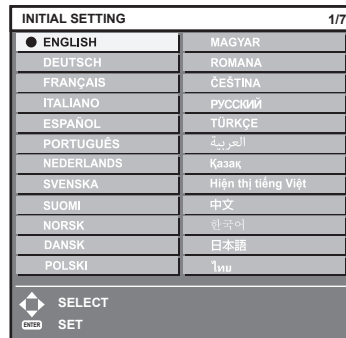 INITIAL SETTING 1/7
ENGLISH
DEUTSCH
FRANÇAIS
ITALIANO
ESPAÑOL
PORTUGUÊS
NEDERLANDS
SVENSKA
SUOMI
NORSK
DANSK
POLSKI
MAGYAR
ROMANA
ČEŠTINA
РУССКИЙ
TÜRKÇE
العربية
Қазақ
Hiện thị tiếng Việt
中文
한국어
日本語
ไทย
SELECT
ENTER SET